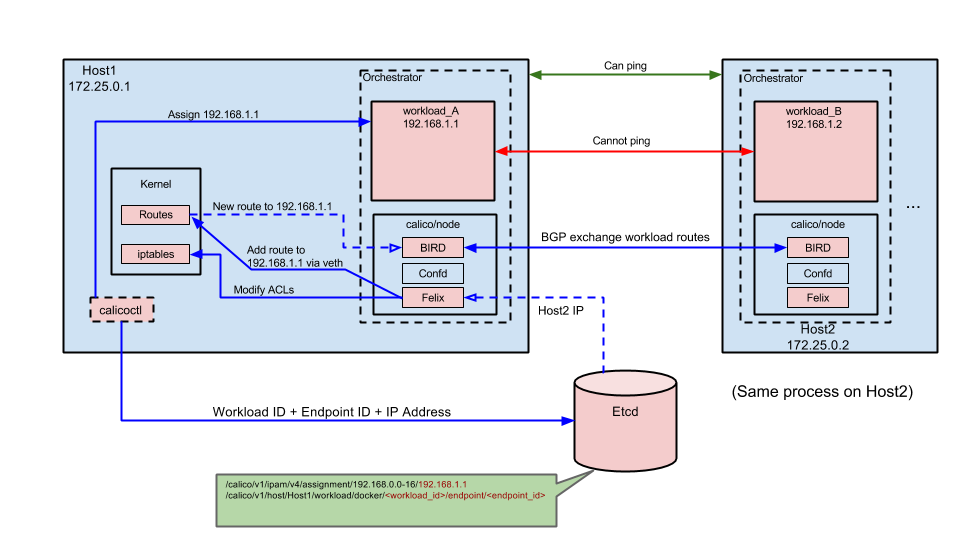 Host1
172.25.0.1
Orchestrator
Can ping
Orchestrator
workload_A
192.168.1.1
workload_B
192.168.1.2
Assign 192.168.1.1
Cannot ping
Kernel
Routes
New route to 192.168.1.1
iptables
Add route to
192.168.1.1 via veth
Modify ACLs
calico/node
BIRD
Confd
Felix
BGP exchange workload routes
calico/node
BIRD
Confd
Felix
...
calicoctl
Host2 IP
Host2
172.25.0.2
(Same process on Host2)
Workload ID + Endpoint ID + IP Address
Etcd
/calico/v1/ipam/v4/assignment/192.168.0.0-16/192.168.1.1
/calico/v1/host/Host1/workload/docker/<workload_id>/endpoint/<endpoint_id>